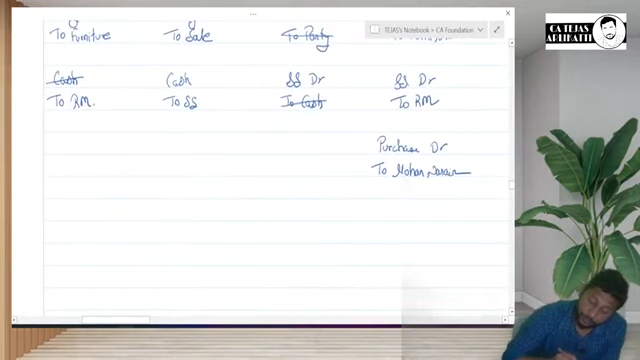 CA TEJAS
ARLIKATTI
TEJAS's Notebook > CA Foundation
To Furniture To Sale To Party
Cash Cash SS Dr SS Dr
To RM. To SS To Cash To RM
Purchase Dr
To Mohan